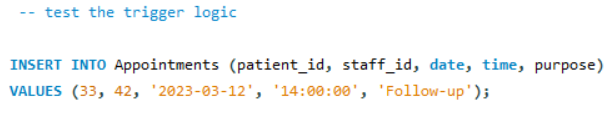 -- test the trigger logic
INSERT INTO Appointments (patient_id, staff_id, date, time, purpose)
VALUES (33, 42, '2023-03-12', '14:00:00', 'Follow-up');